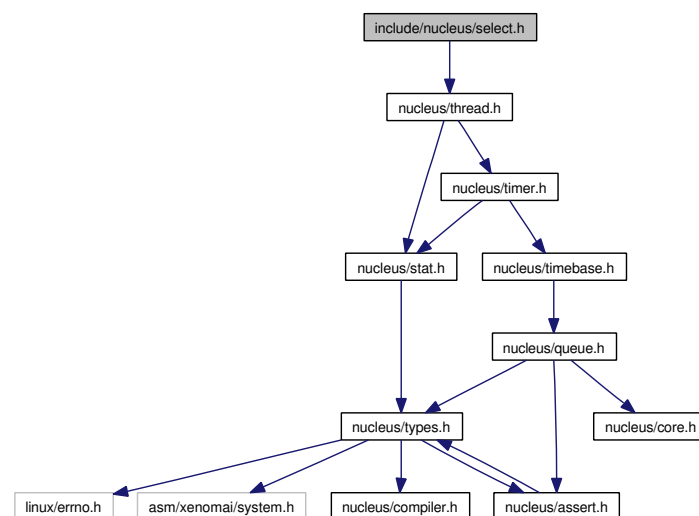 include/nucleus/select.h
nucleus/thread.h
nucleus/timer.h
nucleus/stat.h
nucleus/timebase.h
nucleus/queue.h
nucleus/types.h
nucleus/core.h
linux/errno.h
asm/xenomai/system.h
nucleus/compiler.h
nucleus/assert.h